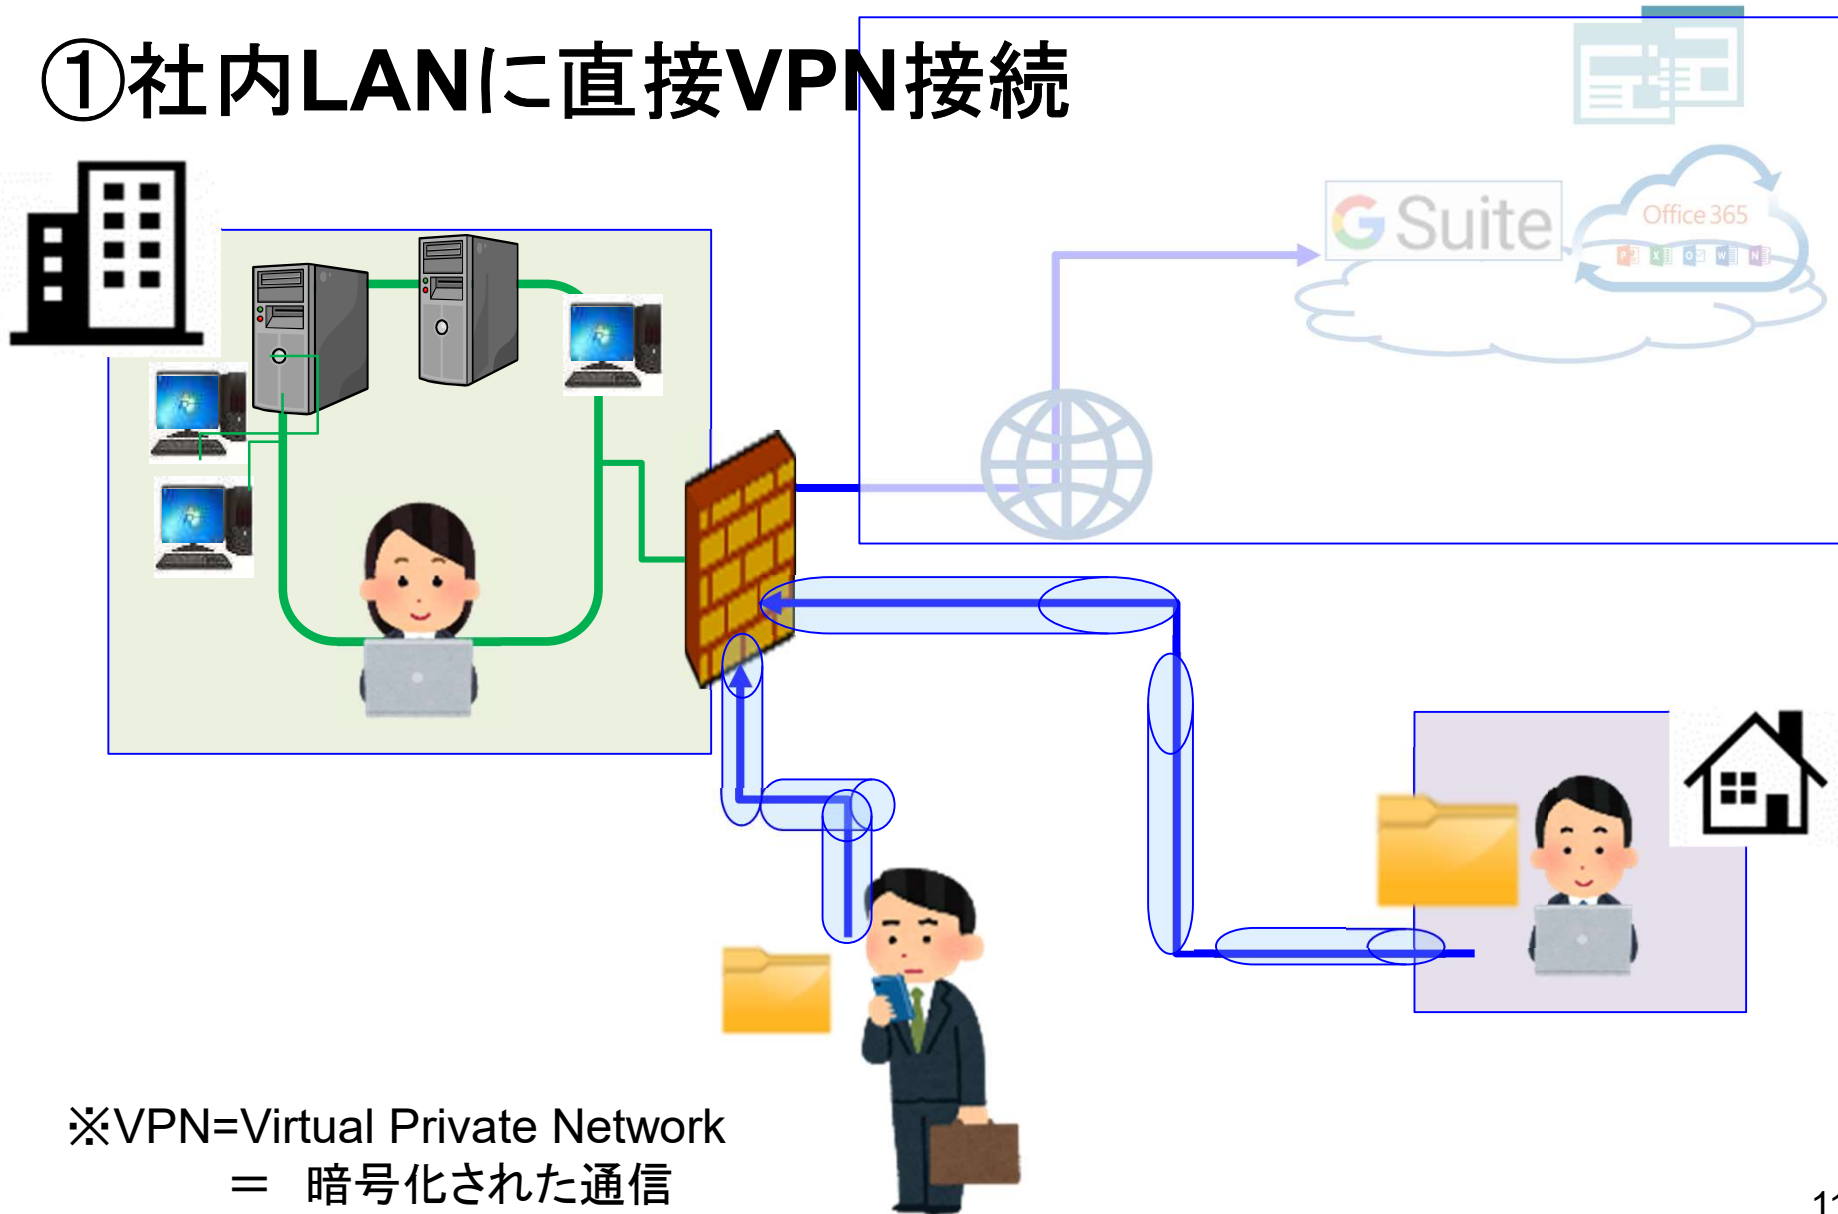 ①社内LANに直接VPN接続
G Suite
Office 365
P X O W N
※VPN=Virtual Private Network
＝ 暗号化された通信
11